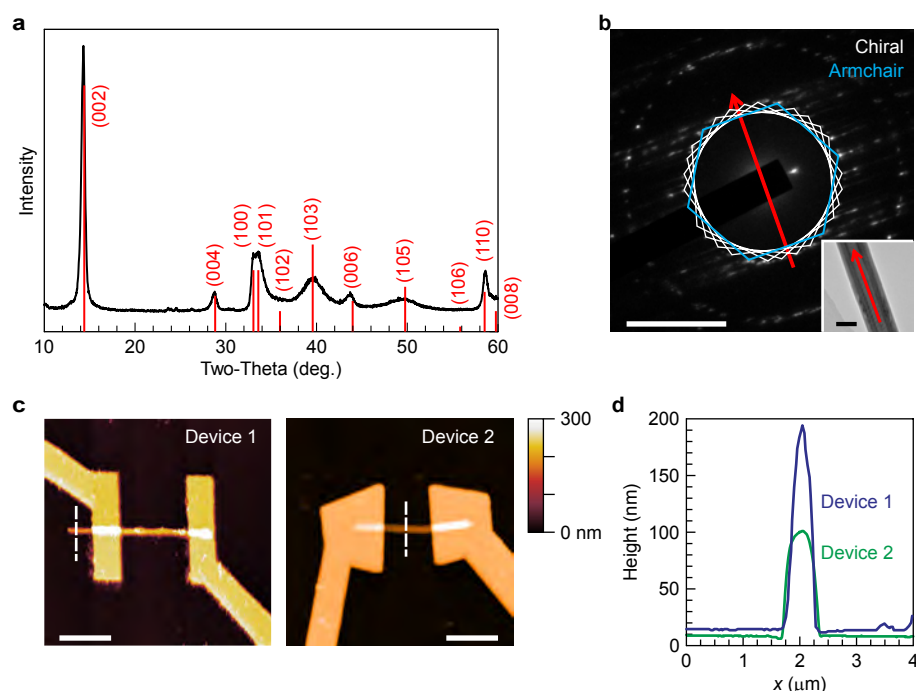 a
Intensity
(002)
(004)
(100)
(101)
(102)
(103)
(006)
(105)
(106)
(110)
(008)
10 20 30 40 50 60
Two-Theta (deg.)
b
Chiral
Armchair
c
Device 1
Device 2
300
0 nm
d
Height (nm)
200
150
100
50
0
Device 1
Device 2
0 1 2 3 4
x (μm)